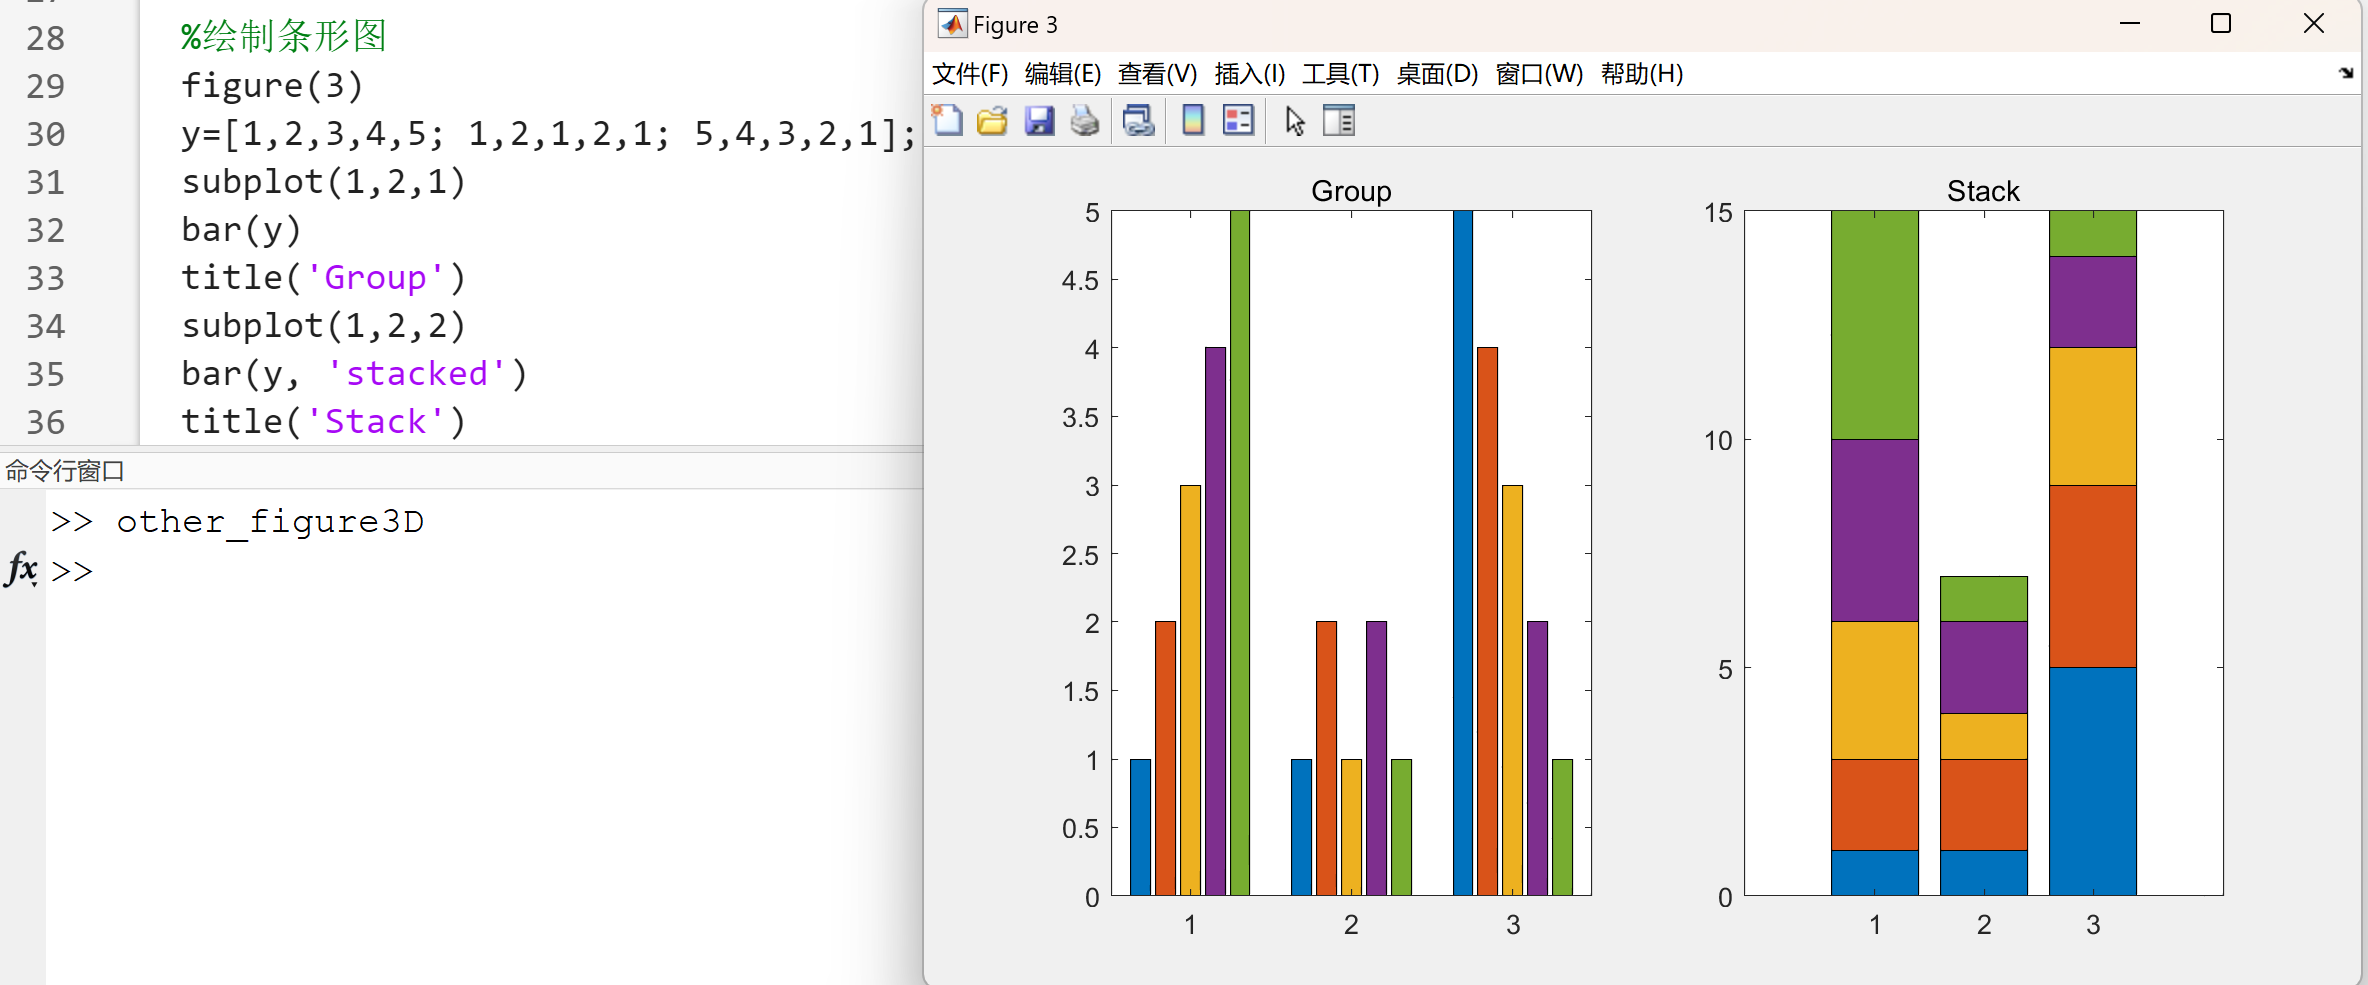 28 %绘制条形图
29 figure(3)
30 y=[1,2,3,4,5; 1,2,1,2,1; 5,4,3,2,1];
31 subplot(1,2,1)
32 bar(y)
33 title('Group')
34 subplot(1,2,2)
35 bar(y, 'stacked')
36 title('Stack')
命令行窗口
>> other_figure3D
fx >>
Figure 3
文件(F) 编辑(E) 查看(V) 插入(I) 工具(T) 桌面(D) 窗口(W) 帮助(H)
Group
5
4.5
4
3.5
3
2.5
2
1.5
1
0.5
0
1 2 3
Stack
15
10
5
0
1 2 3